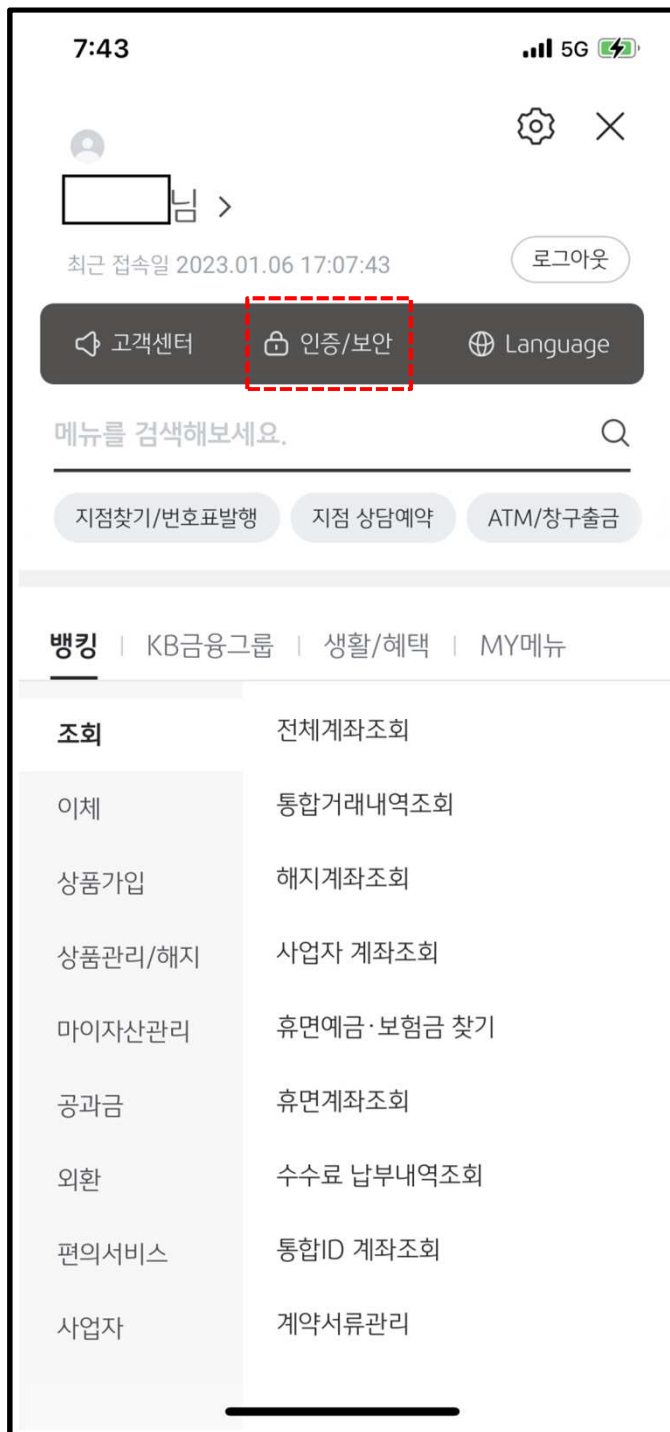 7:43 5G
님 >
최근 접속일 2023.01.06 17:07:43 로그아웃
고객센터 인증/보안 Language
메뉴를 검색해보세요.
지점찾기/번호표발행 지점 상담예약 ATM/창구출금
뱅킹 | KB금융그룹 | 생활/혜택 | MY메뉴
조회 전체계좌조회
이체 통합거래내역조회
상품가입 해지계좌조회
상품관리/해지 사업자 계좌조회
마이자산관리 휴면예금·보험금 찾기
공과금 휴면계좌조회
외환 수수료 납부내역조회
편의서비스 통합ID 계좌조회
사업자 계약서류관리